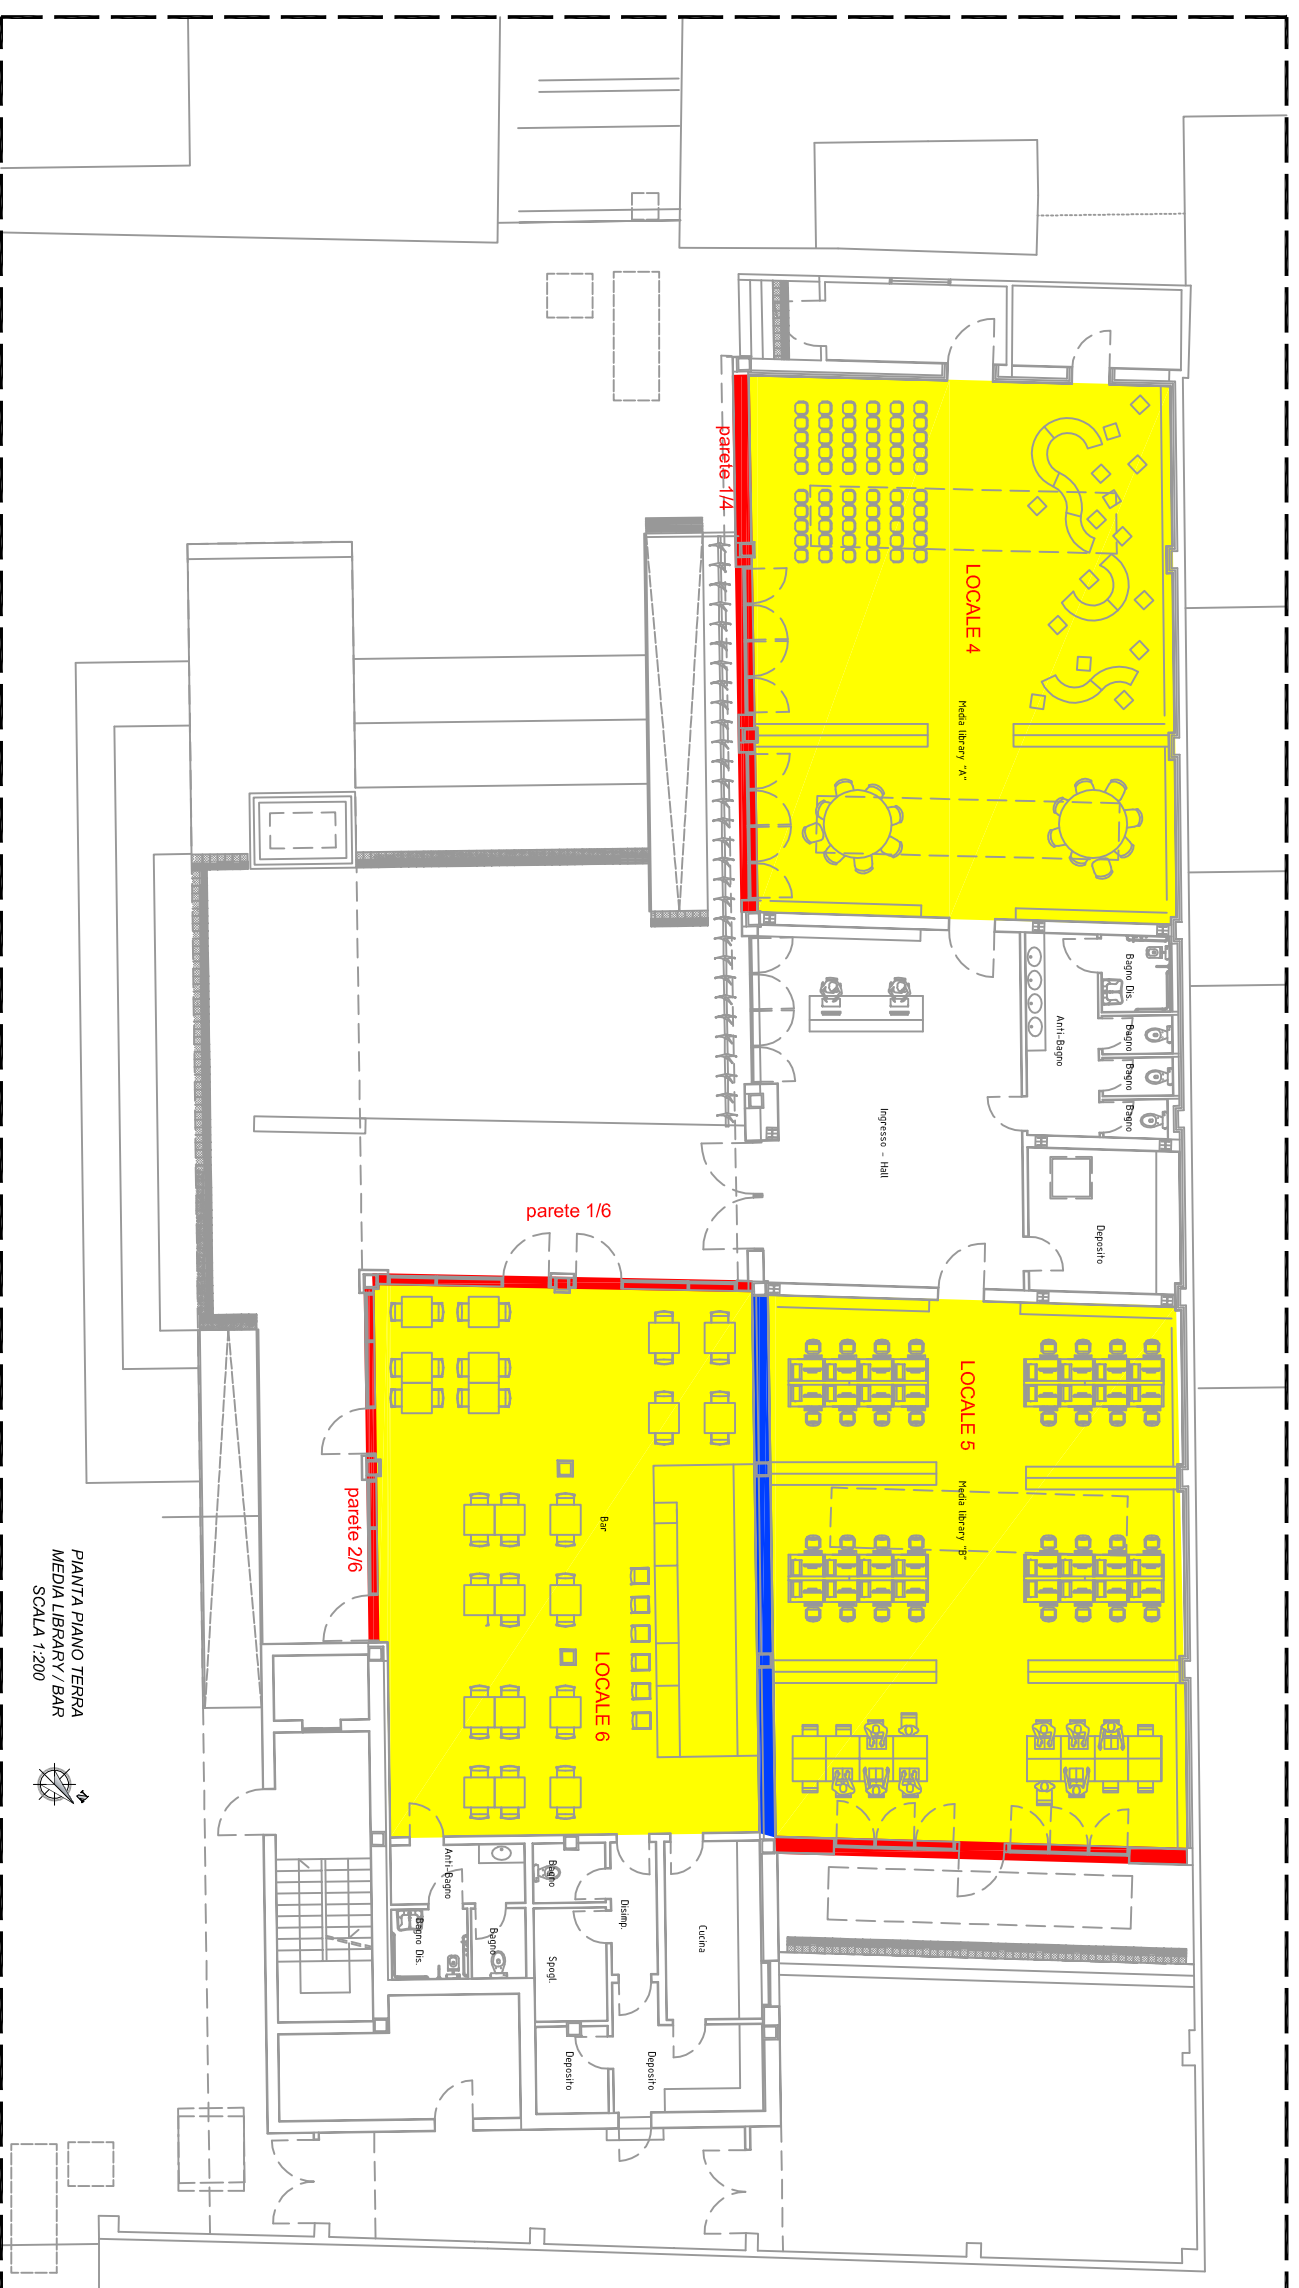 parete 1/4
LOCALE 4
Media library "A"
Bagno Dis.
Bagno
Bagno
Bagno
Anti-Bagno
Ingresso - Hall
Deposito
parete 1/6
LOCALE 5
Media library "B"
parete 2/6
Bar
LOCALE 6
PIANTA PIANO TERRA
MEDIA LIBRARY / BAR
SCALA 1:200
N
Anti-Bagno
Bagno
Bagno Dis.
Bagno
Disimp.
Cucina
Spogl.
Deposito
Deposito